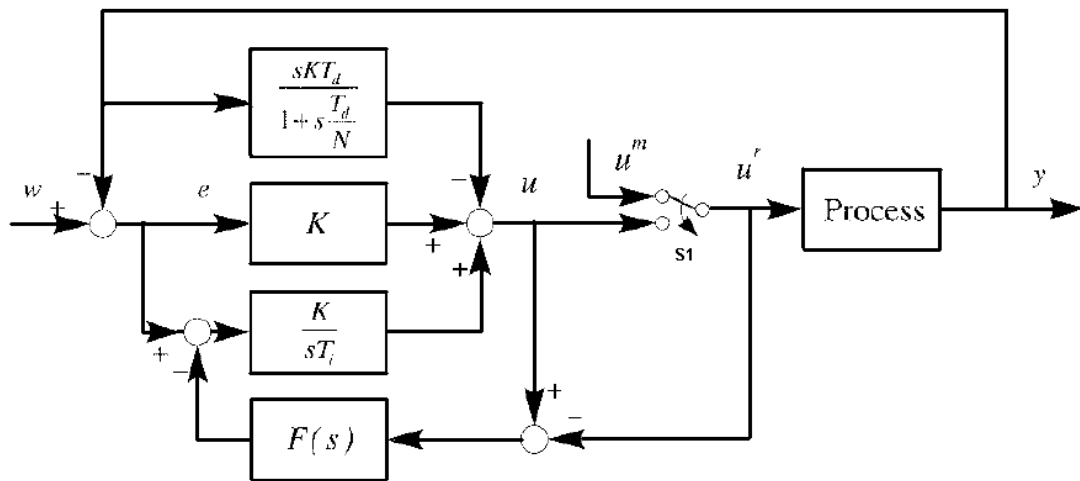 sKT_d
1 + s T_d
N
−
w
+
e
K
−
+
+
u
u^m
S1
u^r
Process
y
+
−
K
sT_i
+
−
F(s)